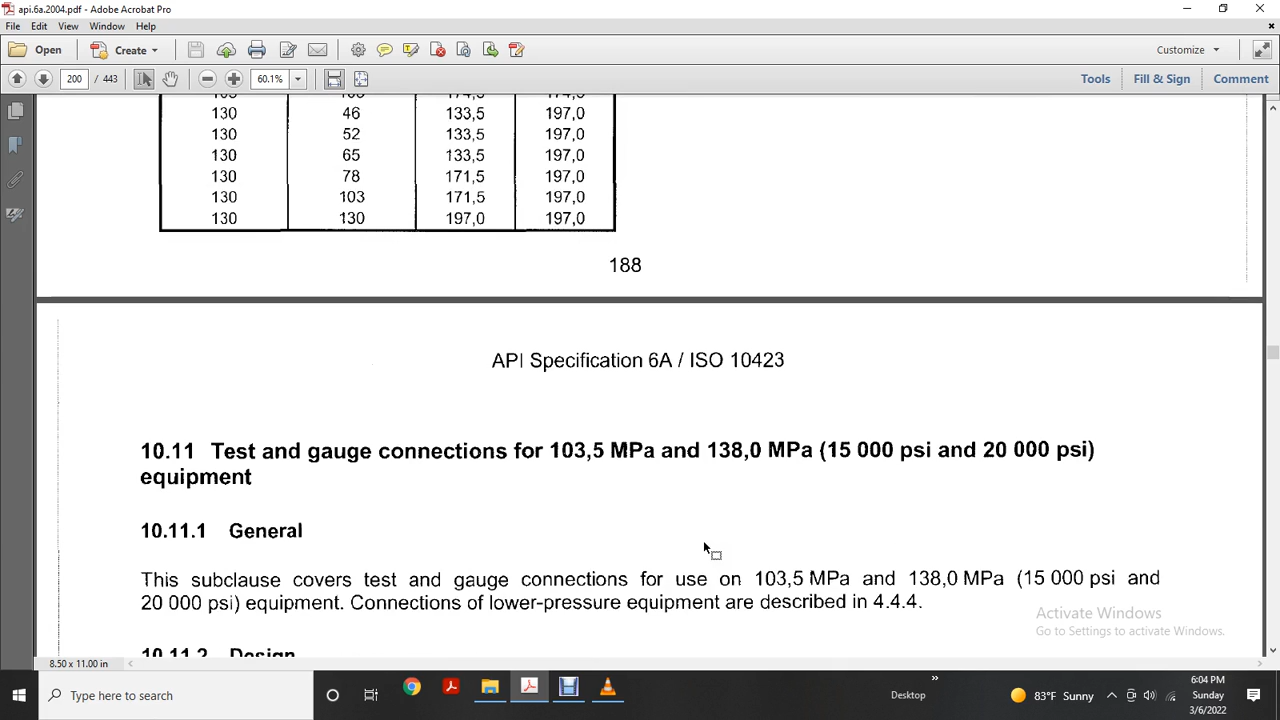 api.6a.2004.pdf - Adobe Acrobat Pro
File Edit View Window Help
Open Create Customize
200 / 443 60.1% Tools Fill & Sign Comment
130 46 133,5 197,0
130 52 133,5 197,0
130 65 133,5 197,0
130 78 171,5 197,0
130 103 171,5 197,0
130 130 197,0 197,0
188
API Specification 6A / ISO 10423
10.11 Test and gauge connections for 103,5 MPa and 138,0 MPa (15 000 psi and 20 000 psi)
equipment
10.11.1 General
This subclause covers test and gauge connections for use on 103,5 MPa and 138,0 MPa (15 000 psi and
20 000 psi) equipment. Connections of lower-pressure equipment are described in 4.4.4.
Activate Windows
Go to Settings to activate Windows.
10.11.2 Design
8.50 x 11.00 in
Type here to search Desktop 83°F Sunny
6:04 PM
Sunday
3/6/2022